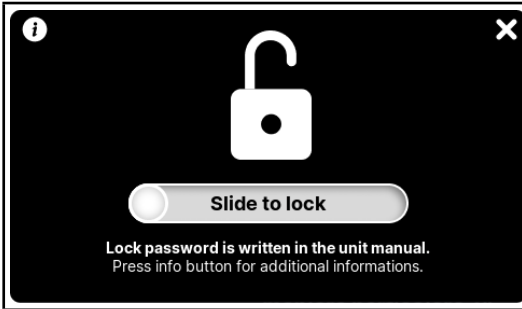 i
Slide to lock
Lock password is written in the unit manual.
Press info button for additional informations.